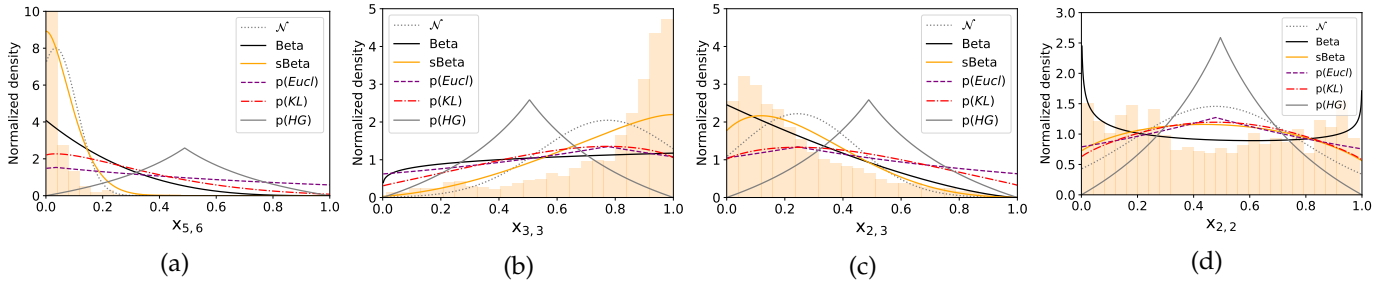 Normalized density
10
8
6
4
2
0
0.0 0.2 0.4 0.6 0.8 1.0
x5,6
𝒩
Beta
sBeta
p(Eucl)
p(KL)
p(HG)
(a)
Normalized density
5
4
3
2
1
0
0.0 0.2 0.4 0.6 0.8 1.0
x3,3
𝒩
Beta
sBeta
p(Eucl)
p(KL)
p(HG)
(b)
Normalized density
5
4
3
2
1
0
0.0 0.2 0.4 0.6 0.8 1.0
x2,3
𝒩
Beta
sBeta
p(Eucl)
p(KL)
p(HG)
(c)
Normalized density
3.0
2.5
2.0
1.5
1.0
0.5
0.0
0.0 0.2 0.4 0.6 0.8 1.0
x2,2
𝒩
Beta
sBeta
p(Eucl)
p(KL)
p(HG)
(d)